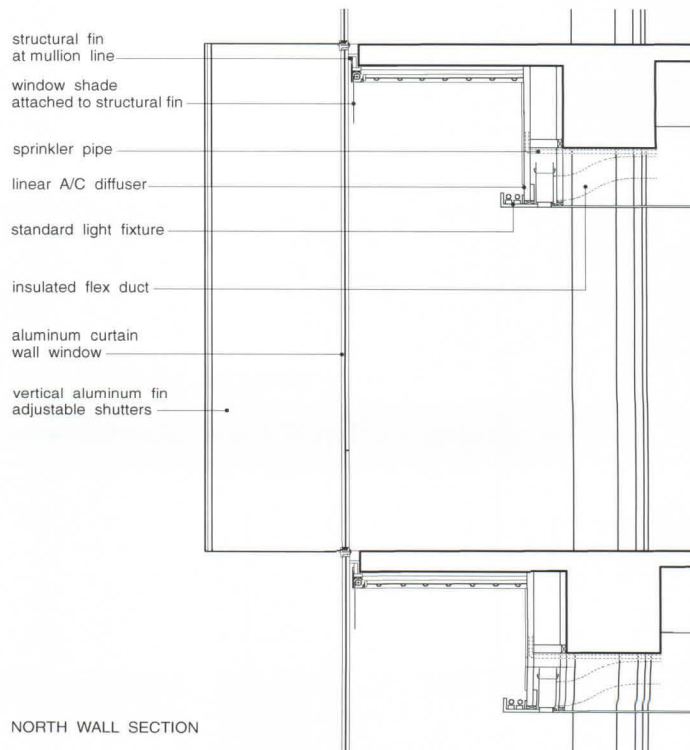 structural fin
at mullion line
window shade
attached to structural fin
sprinkler pipe
linear A/C diffuser
standard light fixture
insulated flex duct
aluminum curtain
wall window
vertical aluminum fin
adjustable shutters
NORTH WALL SECTION